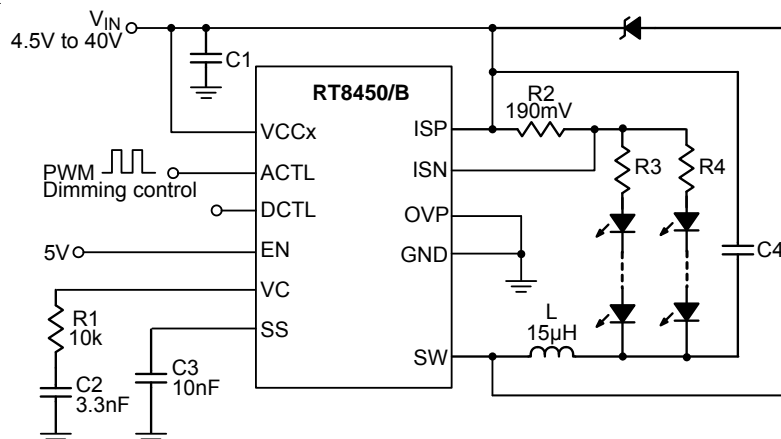 VIN
4.5V to 40V
C1
RT8450/B
R2
190mV
VCCx
ISP
PWM
Dimming control
ACTL
ISN
R3
R4
DCTL
OVP
5V
EN
GND
C4
VC
R1
10k
SS
L
15µH
C3
10nF
SW
C2
3.3nF